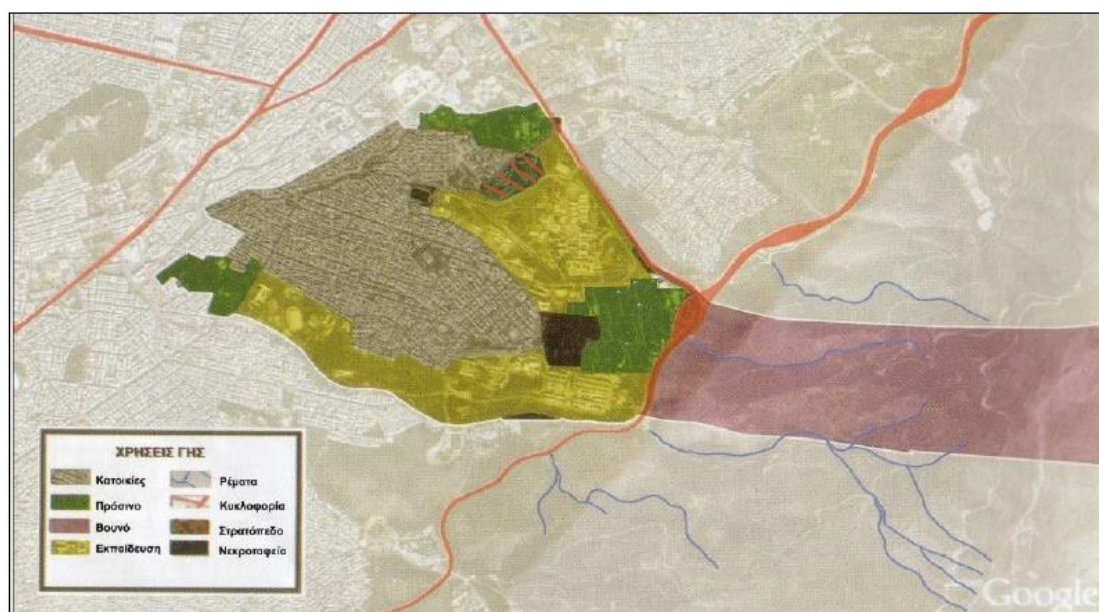 ΧΡΗΣΕΙΣ ΓΗΣ
Κατοικίες
Πράσινο
Βουνό
Εκπαίδευση
Ρέματα
Κυκλοφορία
Στρατόπεδο
Νεκροταφεία
Google